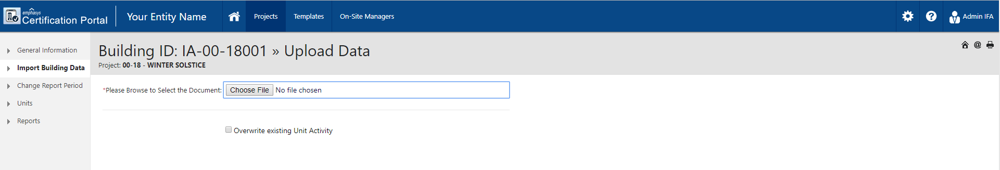 emphasys
Certification Portal
Your Entity Name
Projects
Templates
On-Site Managers
Admin IFA
General Information
Import Building Data
Change Report Period
Units
Reports
Building ID: IA-00-18001 » Upload Data
Project: 00-18 - WINTER SOLSTICE
*Please Browse to Select the Document: Choose File No file chosen
Overwrite existing Unit Activity